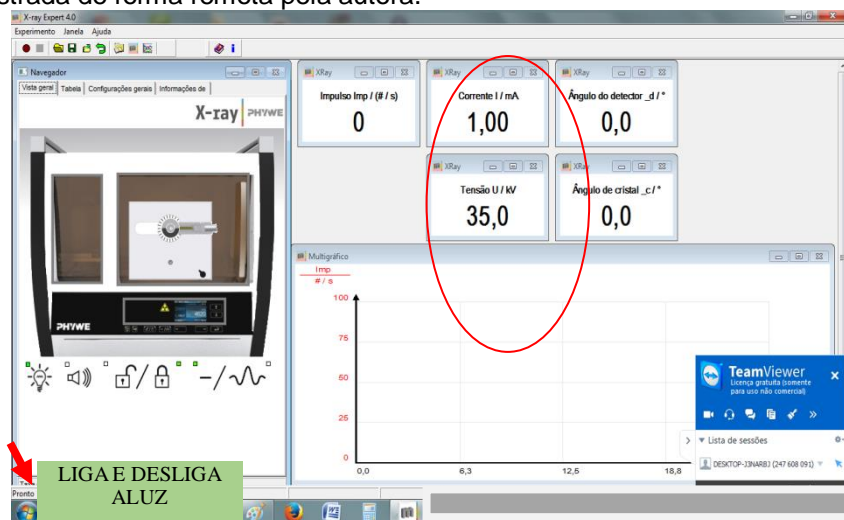 estrada de forma remota pela autora.
X-ray Expert 4.0
Experimento Janela Ajuda
Navegador
Vista geral Tabela Configurações gerais Informações de
X-ray PHYWE
PHYWE
XRay
Impulso Imp / (# / s)
0
XRay
Corrente I / mA
1,00
XRay
Ângulo do detector _d / °
0,0
XRay
Tensão U / kV
35,0
XRay
Ângulo de cristal _c / °
0,0
Multigráfico
Imp
# / s
100
75
50
25
0
0,0 6,3 12,5 18,8
TeamViewer
Licença gratuita (somente
para uso não comercial)
Lista de sessões
DESKTOP-J3NARBJ (247 608 091)
LIGA E DESLIGA
ALUZ
Pronto